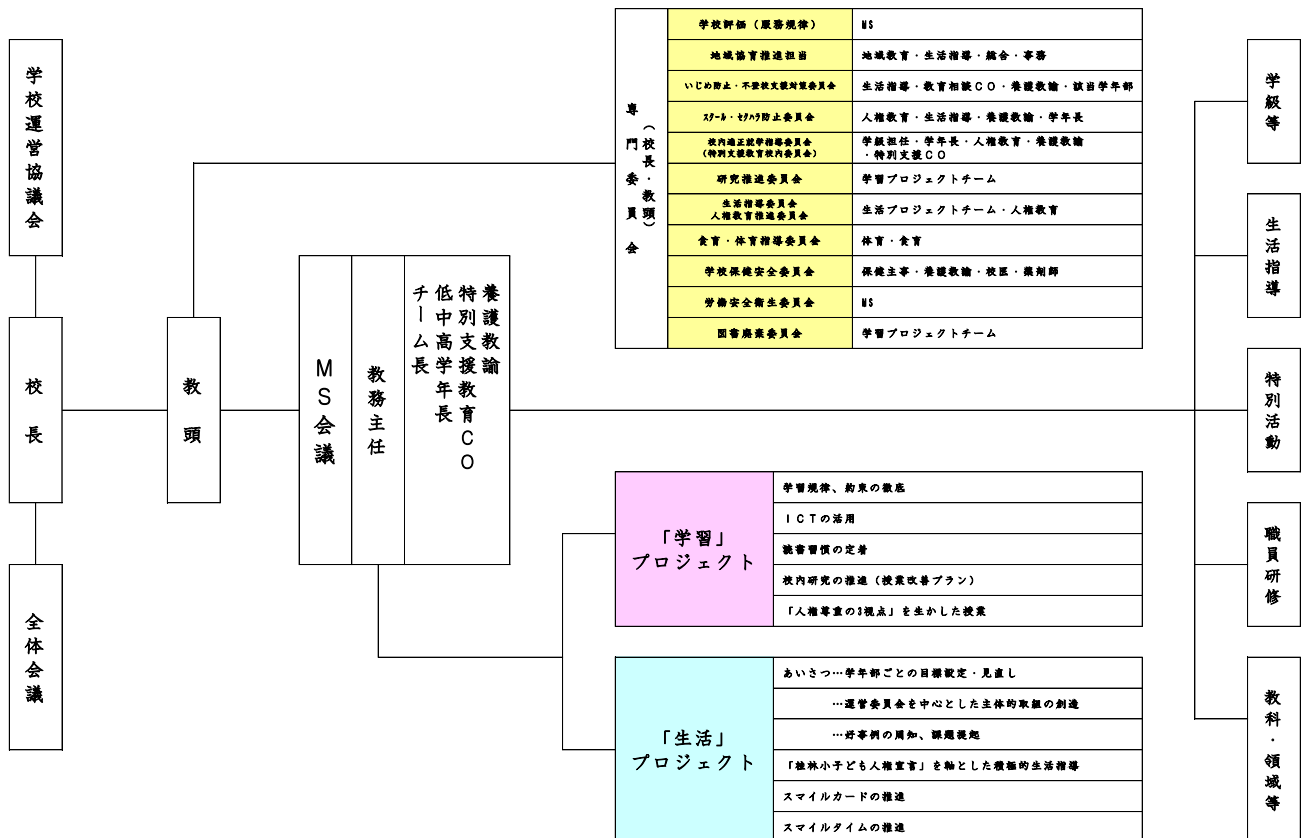 学校運営協議会
校長
全体会議
教頭
MS会議
教務主任
養護教諭
特別支援教育CO
低中高学年長
チーム長
専門委員会
(校長・教頭)
学校評価(服務規律)
MS
地域協育推進担当
地域教育・生活指導・総合・事務
いじめ防止・不登校支援対策委員会
生活指導・教育相談CO・養護教諭・該当学年部
スクール・セクハラ防止委員会
人権教育・生活指導・養護教諭・学年長
校内適正就学指導委員会
(特別支援教育校内委員会)
学級担任・学年長・人権教育・養護教諭
・特別支援CO
研究推進委員会
学習プロジェクトチーム
生活指導委員会
人権教育推進委員会
生活プロジェクトチーム・人権教育
食育・体育指導委員会
体育・食育
学校保健安全委員会
保健主事・養護教諭・校医・薬剤師
労働安全衛生委員会
MS
図書廃棄委員会
学習プロジェクトチーム
「学習」
プロジェクト
学習規律、約束の徹底
ICTの活用
読書習慣の定着
校内研究の推進(授業改善プラン)
「人権尊重の3視点」を生かした授業
「生活」
プロジェクト
あいさつ…学年部ごとの目標設定・見直し
…運営委員会を中心とした主体的取組の創造
…好事例の周知、課題提起
「桂林小子ども人権宣言」を軸とした積極的生活指導
スマイルカードの推進
スマイルタイムの推進
学級等
生活指導
特別活動
職員研修
教科・領域等